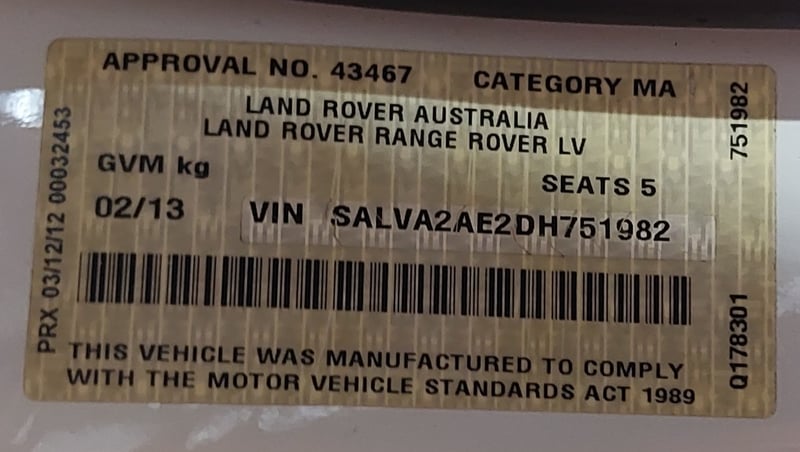 APPROVAL NO. 43467 CATEGORY MA
LAND ROVER AUSTRALIA
LAND ROVER RANGE ROVER LV
GVM kg
SEATS 5
02/13 VIN SALVA2AE2DH751982
THIS VEHICLE WAS MANUFACTURED TO COMPLY
WITH THE MOTOR VEHICLE STANDARDS ACT 1989
PRX 03/12/12 00032453
751982
Q178301